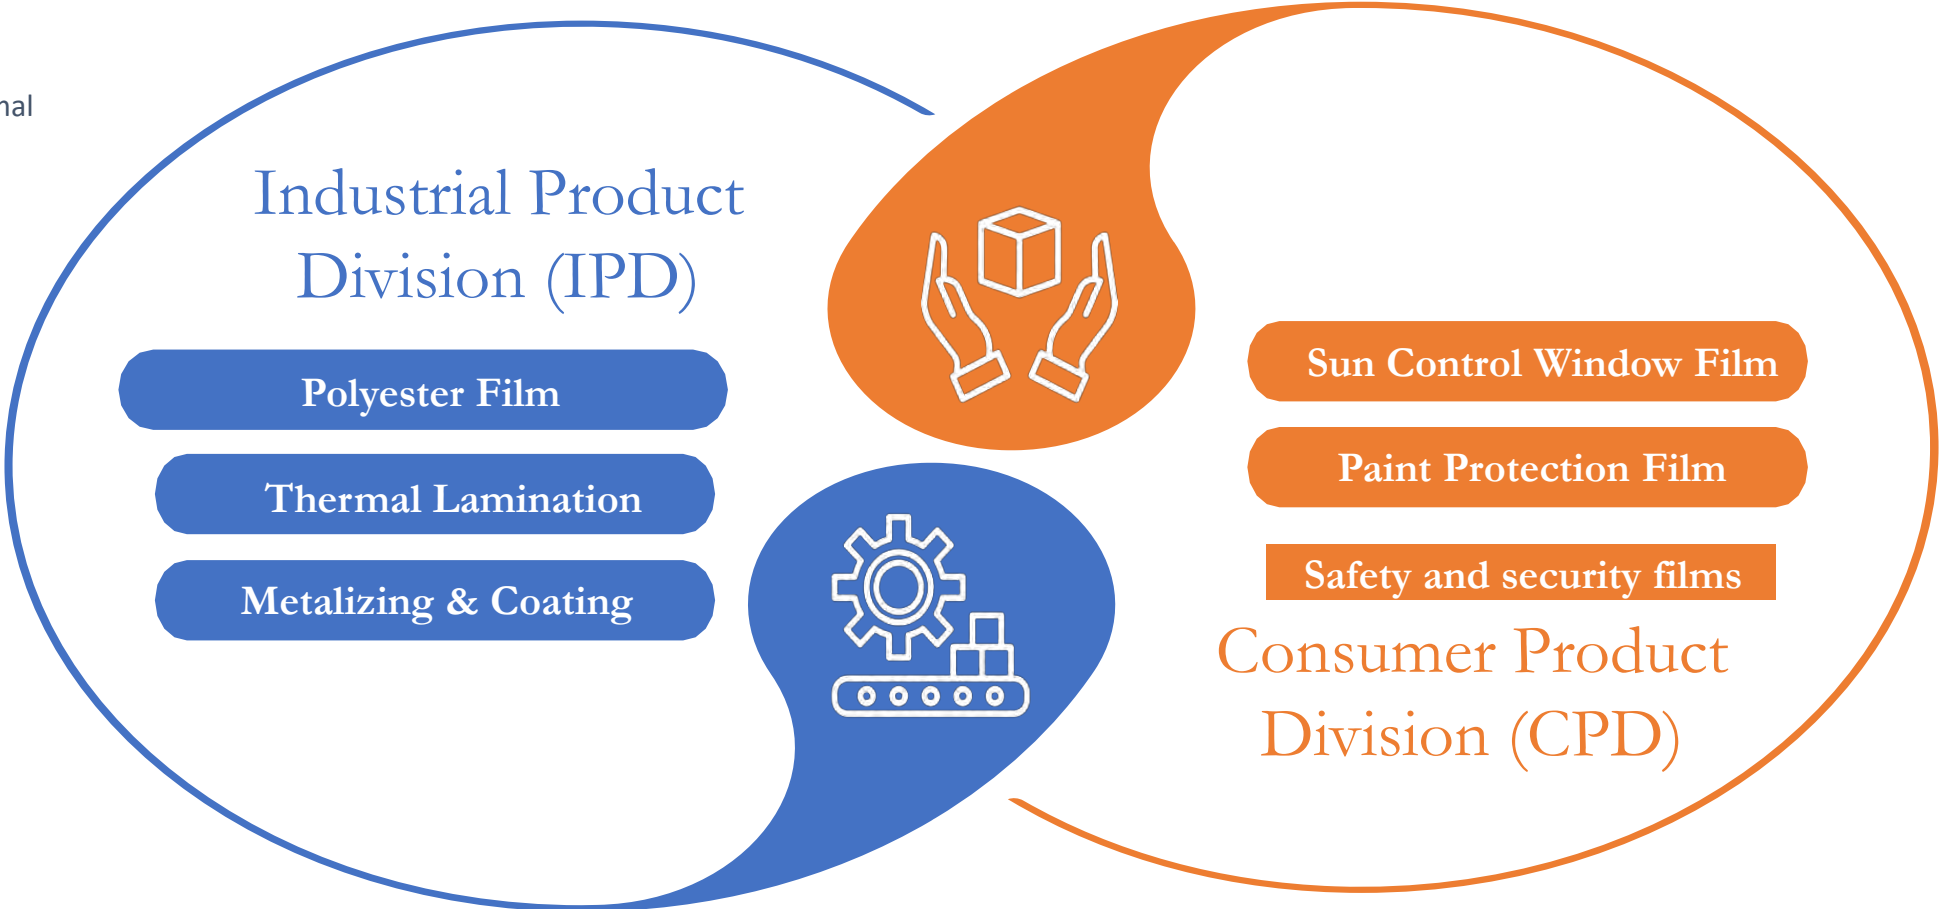 Industrial Product
Division (IPD)
Polyester Film
Thermal Lamination
Metalizing & Coating
Sun Control Window Film
Paint Protection Film
Safety and security films
Consumer Product
Division (CPD)